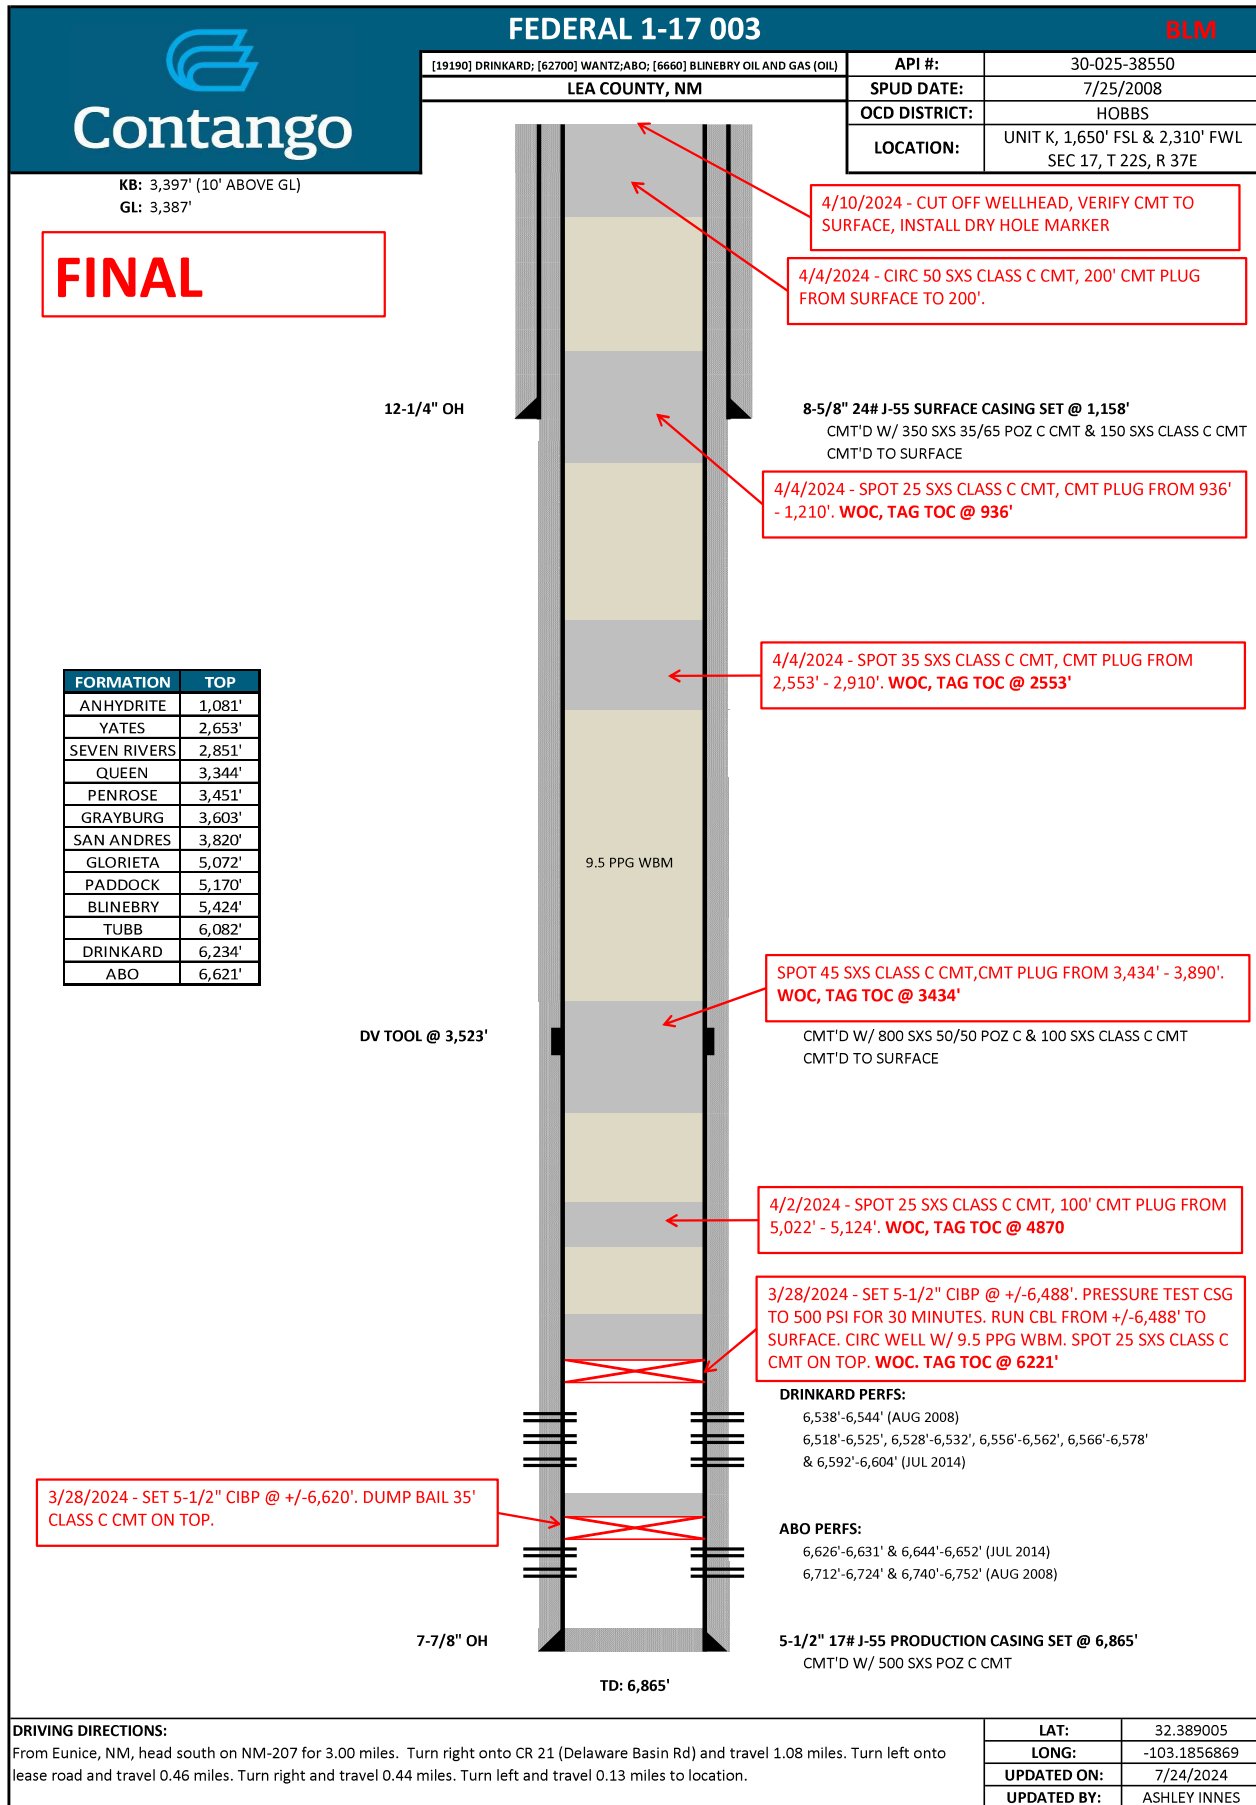 Contango
FEDERAL 1-17 003
BLM
[19190] DRINKARD; [62700] WANTZ;ABO; [6660] BLINEBRY OIL AND GAS (OIL)
LEA COUNTY, NM
API #: 30-025-38550
SPUD DATE: 7/25/2008
OCD DISTRICT: HOBBS
LOCATION: UNIT K, 1,650' FSL & 2,310' FWL
SEC 17, T 22S, R 37E
KB: 3,397' (10' ABOVE GL)
GL: 3,387'
FINAL
4/10/2024 - CUT OFF WELLHEAD, VERIFY CMT TO
SURFACE, INSTALL DRY HOLE MARKER
4/4/2024 - CIRC 50 SXS CLASS C CMT, 200' CMT PLUG
FROM SURFACE TO 200'.
12-1/4" OH
8-5/8" 24# J-55 SURFACE CASING SET @ 1,158'
CMT'D W/ 350 SXS 35/65 POZ C CMT & 150 SXS CLASS C CMT
CMT'D TO SURFACE
4/4/2024 - SPOT 25 SXS CLASS C CMT, CMT PLUG FROM 936'
- 1,210'. WOC, TAG TOC @ 936'
4/4/2024 - SPOT 35 SXS CLASS C CMT, CMT PLUG FROM
2,553' - 2,910'. WOC, TAG TOC @ 2553'
FORMATION TOP
ANHYDRITE 1,081'
YATES 2,653'
SEVEN RIVERS 2,851'
QUEEN 3,344'
PENROSE 3,451'
GRAYBURG 3,603'
SAN ANDRES 3,820'
GLORIETA 5,072'
PADDOCK 5,170'
BLINEBRY 5,424'
TUBB 6,082'
DRINKARD 6,234'
ABO 6,621'
9.5 PPG WBM
SPOT 45 SXS CLASS C CMT,CMT PLUG FROM 3,434' - 3,890'.
WOC, TAG TOC @ 3434'
DV TOOL @ 3,523'
CMT'D W/ 800 SXS 50/50 POZ C & 100 SXS CLASS C CMT
CMT'D TO SURFACE
4/2/2024 - SPOT 25 SXS CLASS C CMT, 100' CMT PLUG FROM
5,022' - 5,124'. WOC, TAG TOC @ 4870
3/28/2024 - SET 5-1/2" CIBP @ +/-6,488'. PRESSURE TEST CSG
TO 500 PSI FOR 30 MINUTES. RUN CBL FROM +/-6,488' TO
SURFACE. CIRC WELL W/ 9.5 PPG WBM. SPOT 25 SXS CLASS C
CMT ON TOP. WOC. TAG TOC @ 6221'
DRINKARD PERFS:
6,538'-6,544' (AUG 2008)
6,518'-6,525', 6,528'-6,532', 6,556'-6,562', 6,566'-6,578'
& 6,592'-6,604' (JUL 2014)
3/28/2024 - SET 5-1/2" CIBP @ +/-6,620'. DUMP BAIL 35'
CLASS C CMT ON TOP.
ABO PERFS:
6,626'-6,631' & 6,644'-6,652' (JUL 2014)
6,712'-6,724' & 6,740'-6,752' (AUG 2008)
7-7/8" OH
5-1/2" 17# J-55 PRODUCTION CASING SET @ 6,865'
CMT'D W/ 500 SXS POZ C CMT
TD: 6,865'
DRIVING DIRECTIONS:
From Eunice, NM, head south on NM-207 for 3.00 miles. Turn right onto CR 21 (Delaware Basin Rd) and travel 1.08 miles. Turn left onto
lease road and travel 0.46 miles. Turn right and travel 0.44 miles. Turn left and travel 0.13 miles to location.
LAT: 32.389005
LONG: -103.1856869
UPDATED ON: 7/24/2024
UPDATED BY: ASHLEY INNES